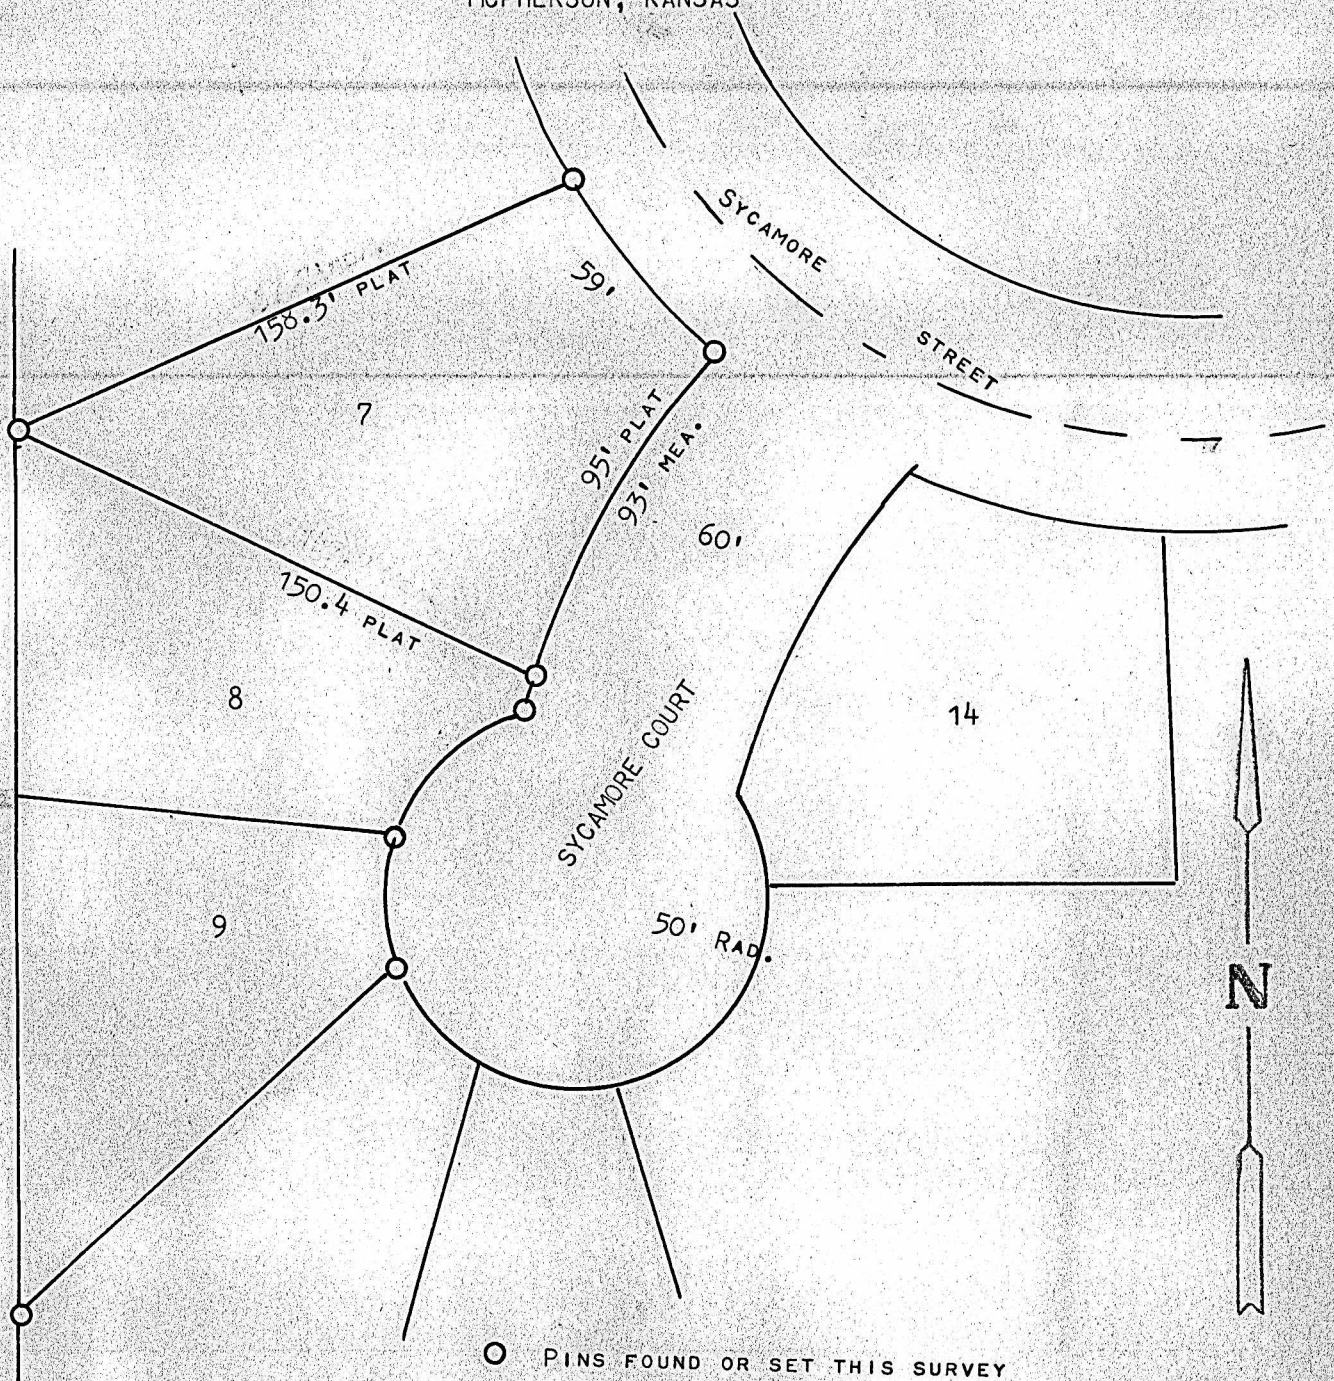 MCPHERSON, KANSAS
SYCAMORE
STREET
59'
158.3' PLAT
7
95' PLAT
93' MEA.
60'
150.4 PLAT
8
SYCAMORE COURT
14
9
50' RAD.
N
PINS FOUND OR SET THIS SURVEY